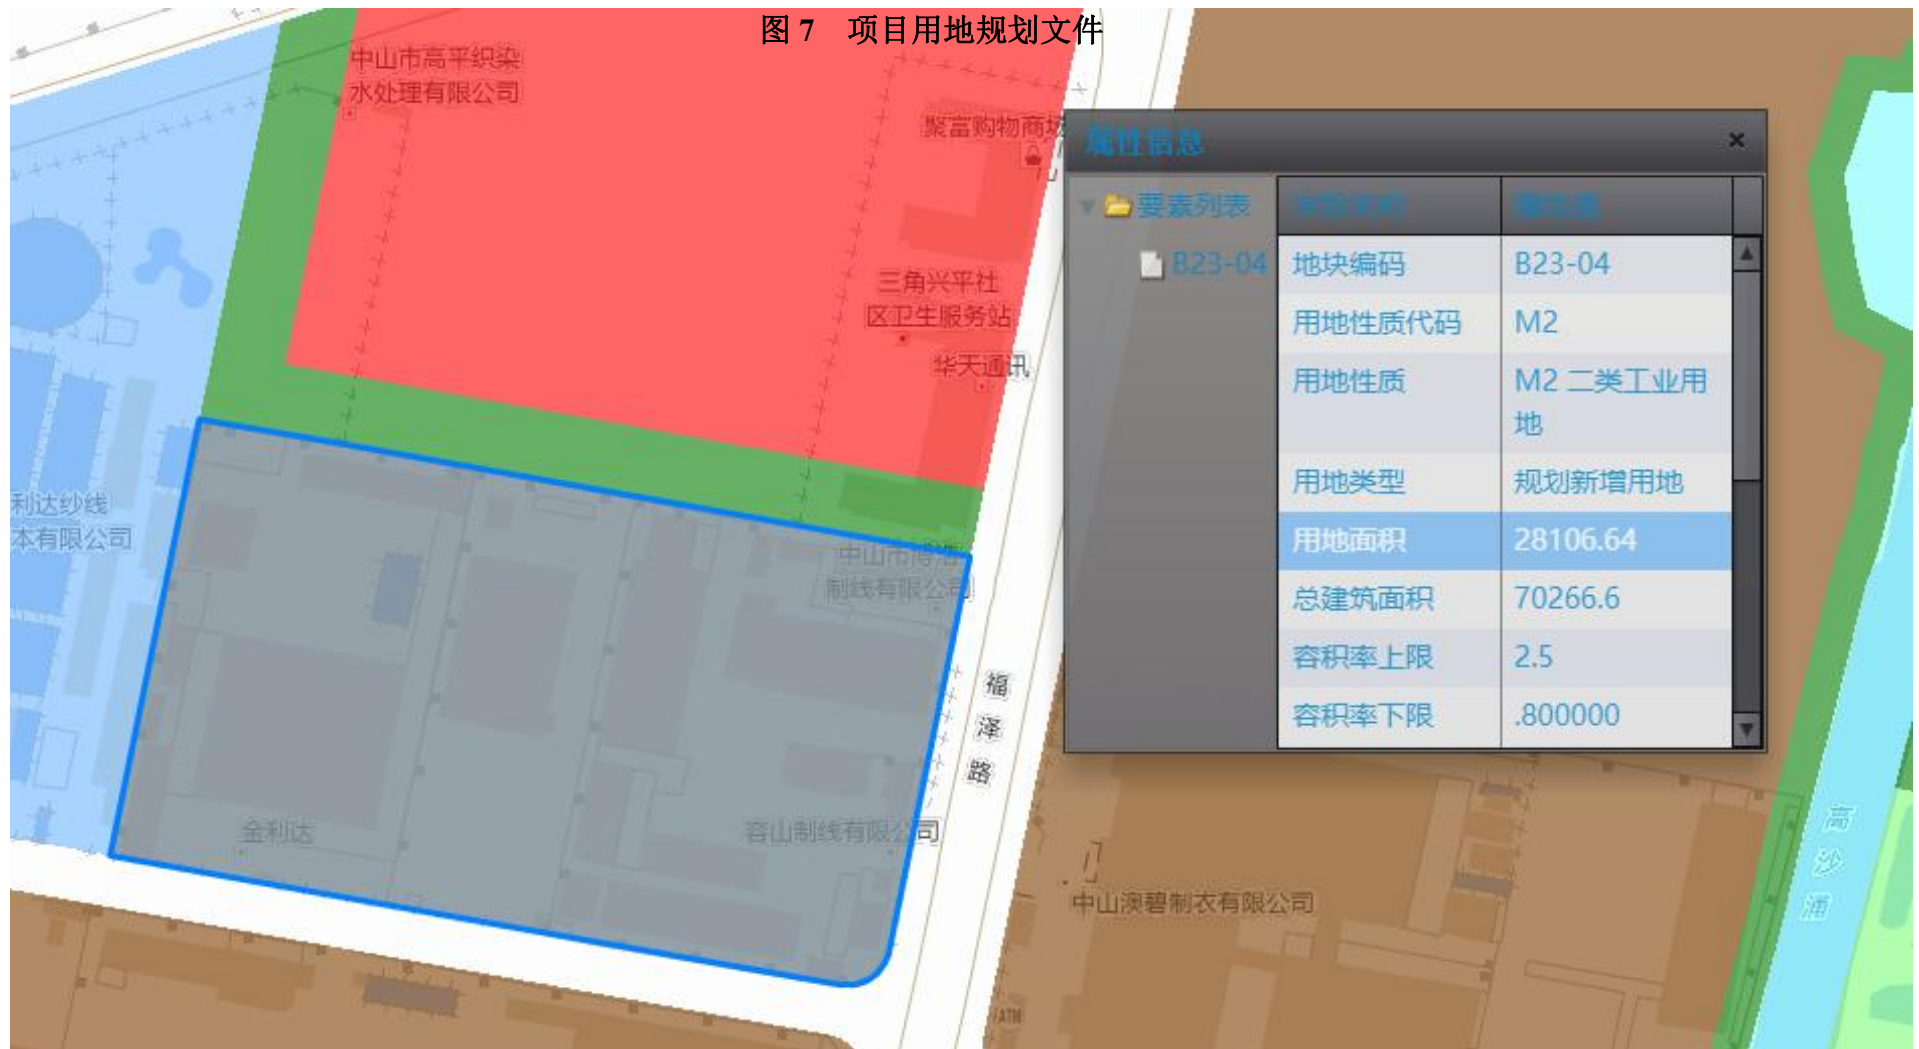 图 7 项目用地规划文件
中山市高平织染
水处理有限公司
聚富购物商场
三角兴平社
区卫生服务站
华天通讯
利达纱线
本有限公司
制线有限公司
金利达
容山制线有限公司
福
泽
路
中山澳碧制衣有限公司
ATM
高
沙
涌
属性信息
×
要素列表
B23-04
地块编码 B23-04
用地性质代码 M2
用地性质 M2 二类工业用
地
用地类型 规划新增用地
用地面积 28106.64
总建筑面积 70266.6
容积率上限 2.5
容积率下限 .800000